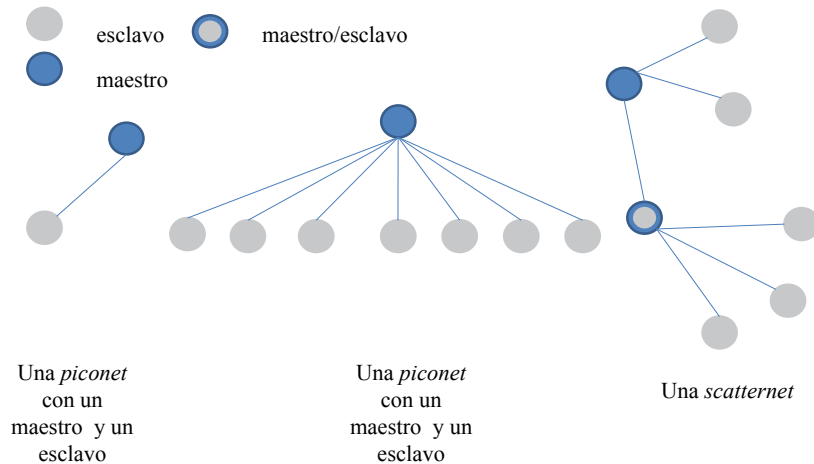 esclavo
maestro/esclavo
maestro
Una piconet
con un
maestro y un
esclavo
Una piconet
con un
maestro y un
esclavo
Una scatternet